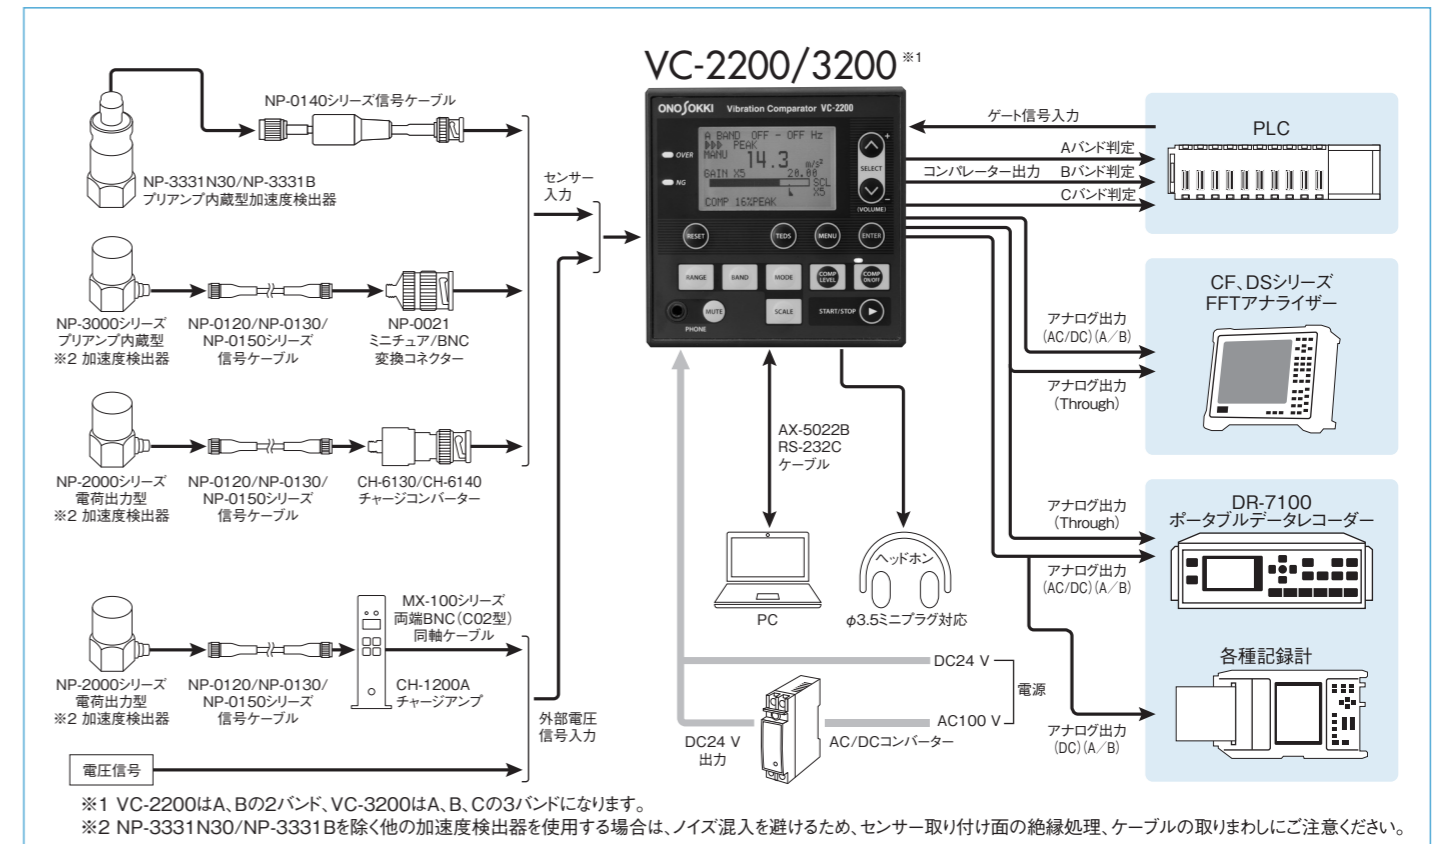 VC-2200/3200 ※1
NP-0140シリーズ信号ケーブル
NP-3331N30/NP-3331B
プリアンプ内蔵型加速度検出器
NP-3000シリーズ
プリアンプ内蔵型
※2 加速度検出器
NP-0120/NP-0130/
NP-0150シリーズ
信号ケーブル
NP-0021
ミニチュア/BNC
変換コネクター
NP-2000シリーズ
電荷出力型
※2 加速度検出器
NP-0120/NP-0130/
NP-0150シリーズ
信号ケーブル
CH-6130/CH-6140
チャージコンバーター
NP-2000シリーズ
電荷出力型
※2 加速度検出器
NP-0120/NP-0130/
NP-0150シリーズ
信号ケーブル
MX-100シリーズ
両端BNC(C02型)
同軸ケーブル
CH-1200A
チャージアンプ
電圧信号
センサー
入力
外部電圧
信号入力
ONO SOKKI Vibration Comparator VC-2200
A BAND OFF - OFF Hz
PEAK
MANU 14.3 m/s²
GAIN X5 20.00
SCL
X5
COMP 16%PEAK
OVER
NG
+
SELECT
−
(VOLUME)
RESET
TEDS
MENU
ENTER
RANGE
BAND
MODE
COMP LEVEL
COMP ON/OFF
MUTE
SCALE
START/STOP
PHONE
AX-5022B
RS-232C
ケーブル
PC
ヘッドホン
φ3.5ミニプラグ対応
DC24 V
電源
AC100 V
DC24 V
出力
AC/DCコンバーター
ゲート信号入力
コンパレーター出力
Aバンド判定
Bバンド判定
Cバンド判定
PLC
アナログ出力
(AC/DC)(A/B)
アナログ出力
(Through)
CF、DSシリーズ
FFTアナライザー
アナログ出力
(Through)
アナログ出力
(AC/DC)(A/B)
DR-7100
ポータブルデータレコーダー
アナログ出力
(DC)(A/B)
各種記録計
※1 VC-2200はA、Bの2バンド、VC-3200はA、B、Cの3バンドになります。
※2 NP-3331N30/NP-3331Bを除く他の加速度検出器を使用する場合は、ノイズ混入を避けるため、センサー取り付け面の絶縁処理、ケーブルの取りまわしにご注意ください。